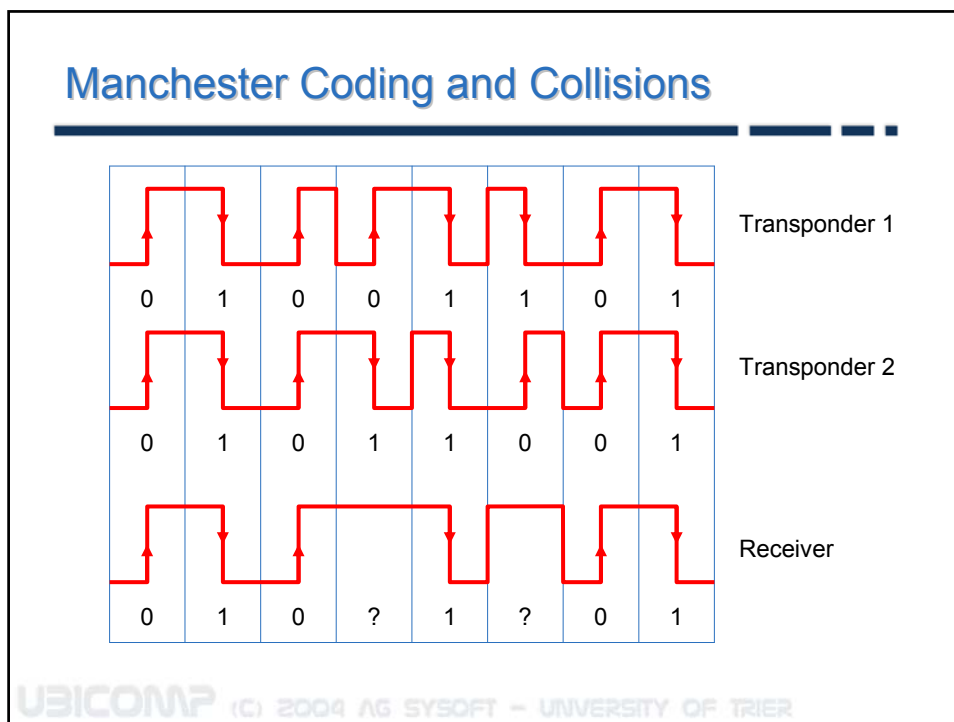 Manchester Coding and Collisions
Transponder 1
0 1 0 0 1 1 0 1
Transponder 2
0 1 0 1 1 0 0 1
Receiver
0 1 0 ? 1 ? 0 1
UBICOMP (C) 2004 AG SYSOFT – UNIVERSITY OF TRIER